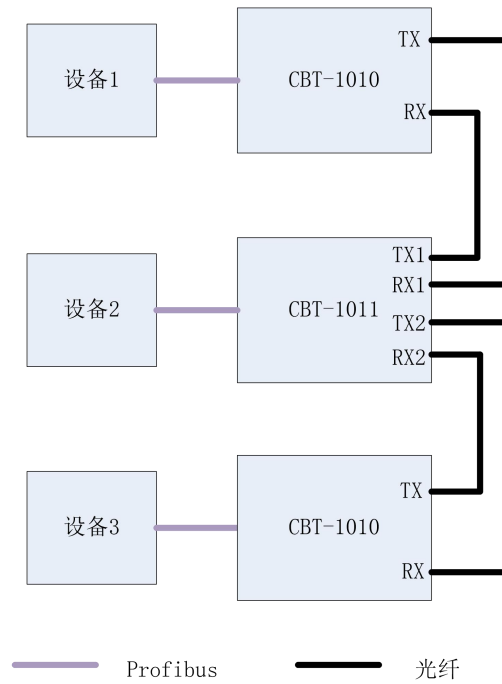 设备1
CBT-1010
TX
RX
设备2
CBT-1011
TX1
RX1
TX2
RX2
设备3
CBT-1010
TX
RX
Profibus
光纤